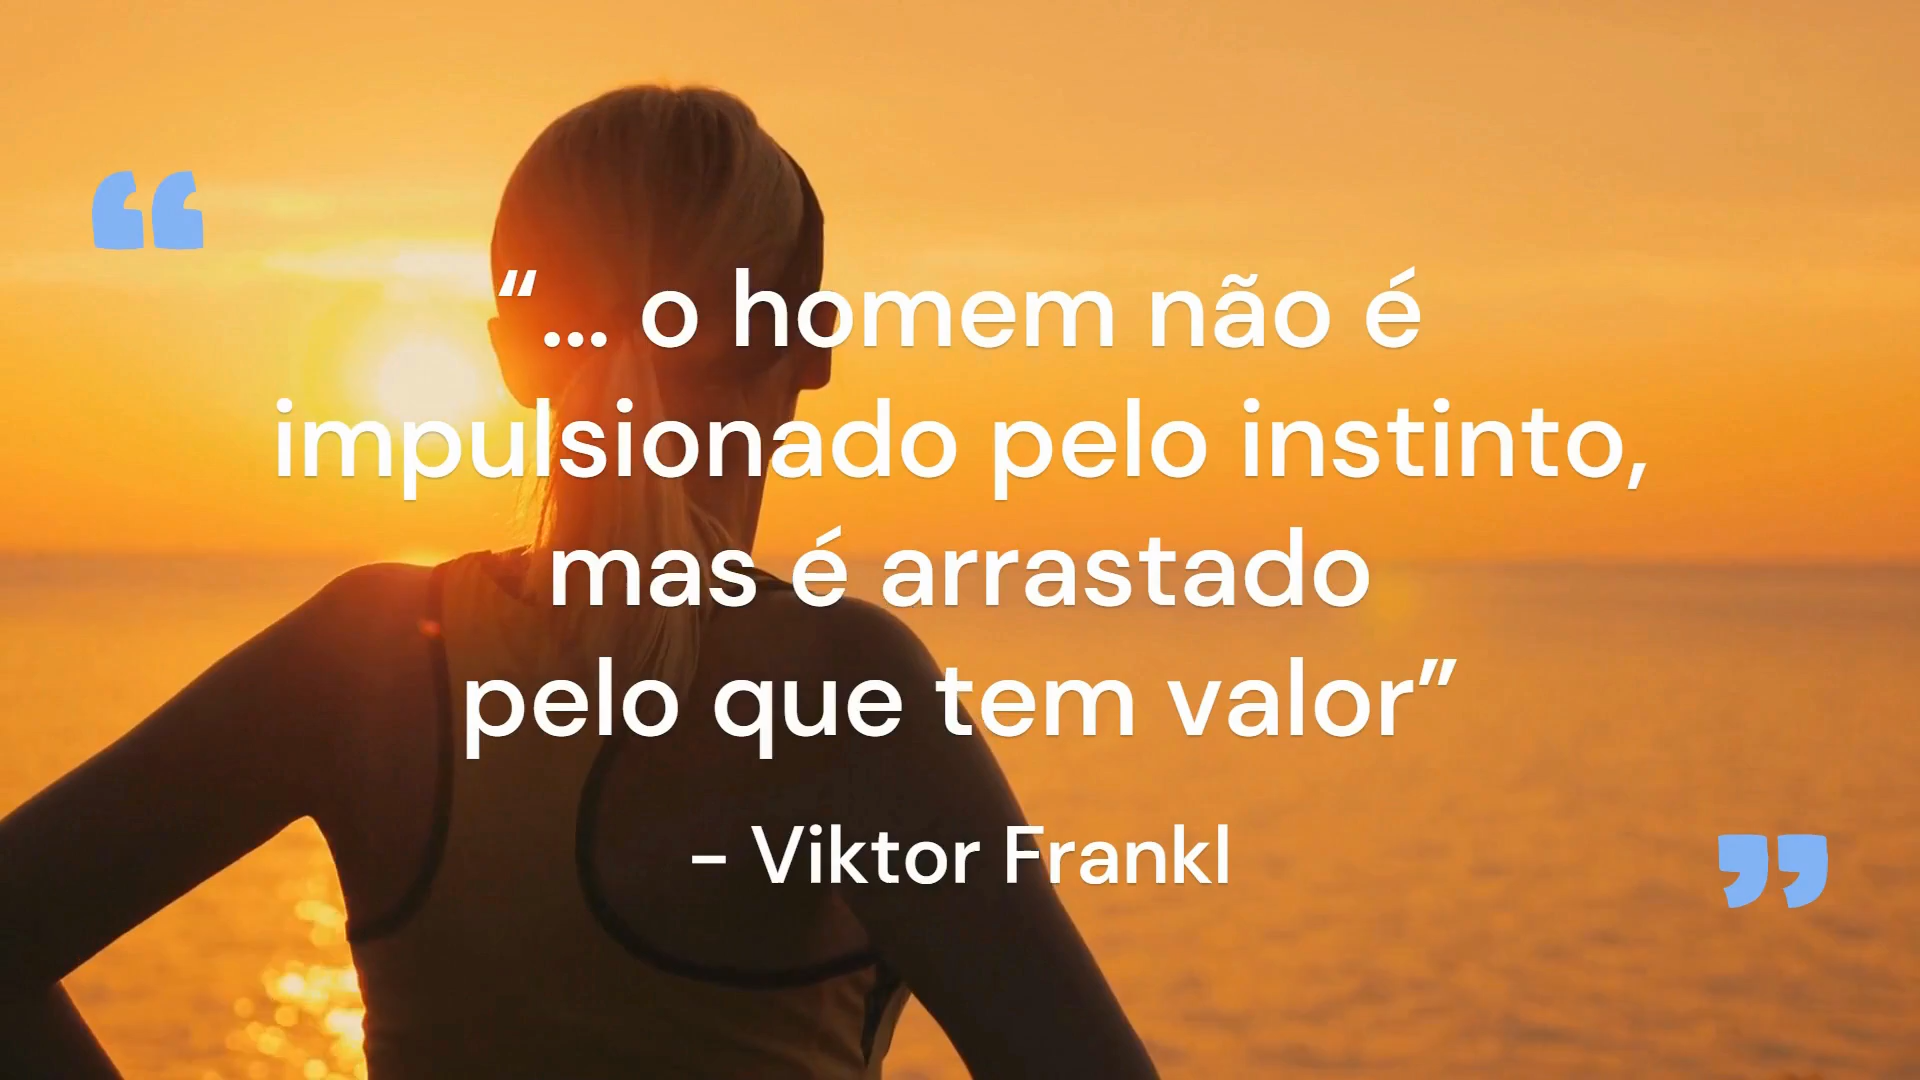 “... o homem não é
impulsionado pelo instinto,
mas é arrastado
pelo que tem valor”
– Viktor Frankl